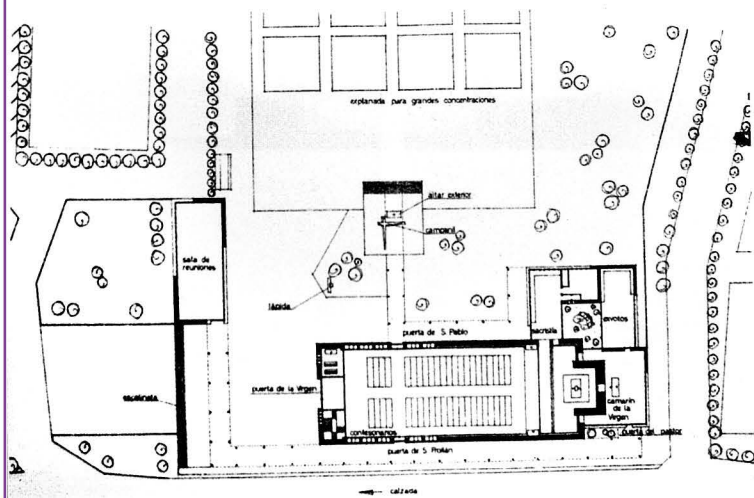 explanada para grandes concentraciones
altar exterior
campanil
sala de
reuniones
lápida
sacristía
exvotos
puerta de S. Pablo
puerta de la Virgen
escalinata
camarín
de la
Virgen
confesonarios
puerta del pastor
puerta de S. Froilán
calzada